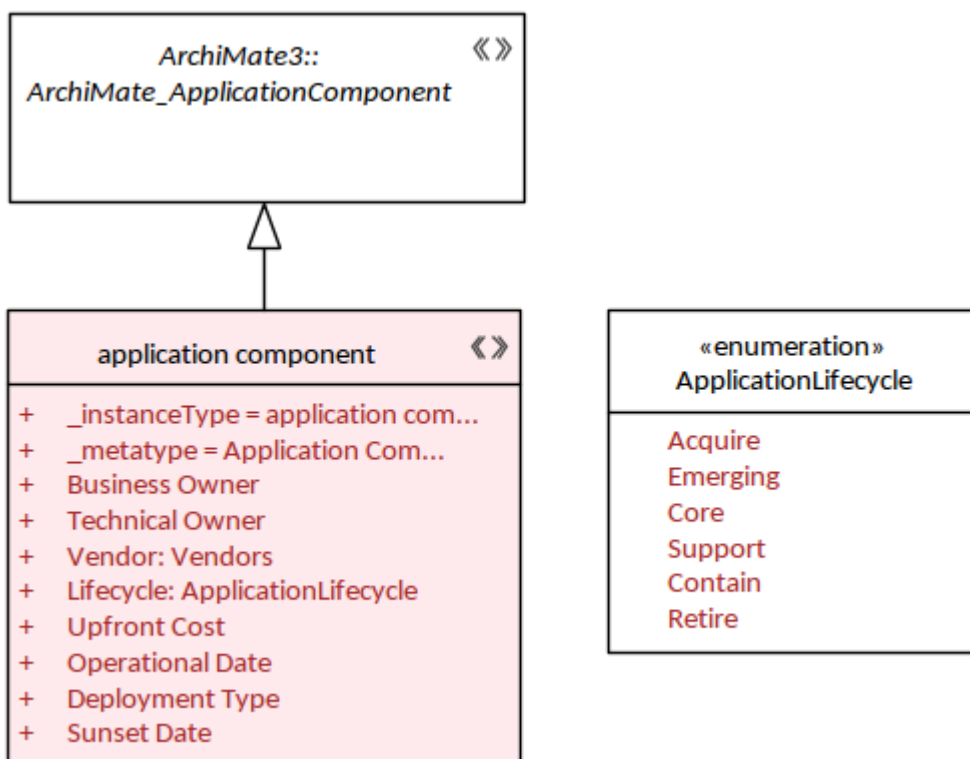 ArchiMate3::
ArchiMate_ApplicationComponent
«»
application component
«»
+ _instanceType = application com...
+ _metatype = Application Com...
+ Business Owner
+ Technical Owner
+ Vendor: Vendors
+ Lifecycle: ApplicationLifecycle
+ Upfront Cost
+ Operational Date
+ Deployment Type
+ Sunset Date
«enumeration»
ApplicationLifecycle
Acquire
Emerging
Core
Support
Contain
Retire